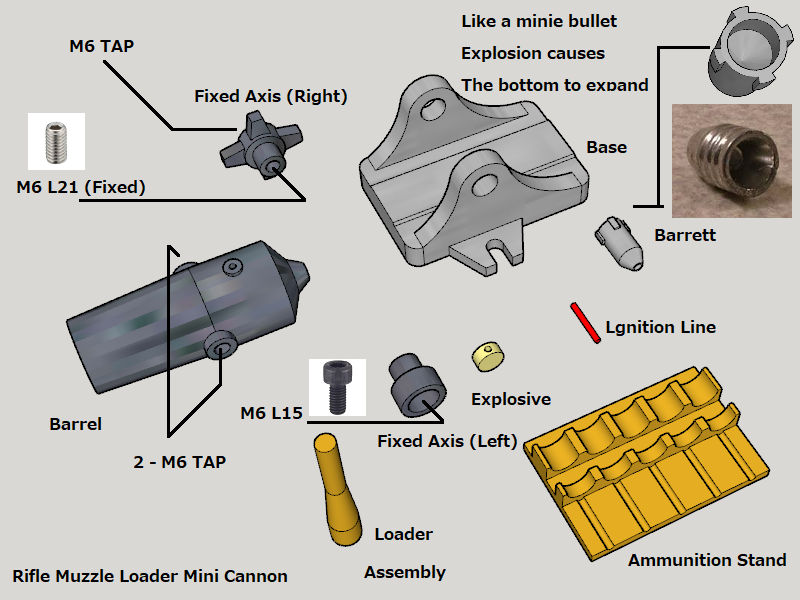 Like a minie bullet
Explosion causes
The bottom to expand
M6 TAP
Fixed Axis (Right)
Base
M6 L21 (Fixed)
Barrett
Lgnition Line
Explosive
M6 L15
Barrel
Fixed Axis (Left)
2 - M6 TAP
Loader
Ammunition Stand
Assembly
Rifle Muzzle Loader Mini Cannon